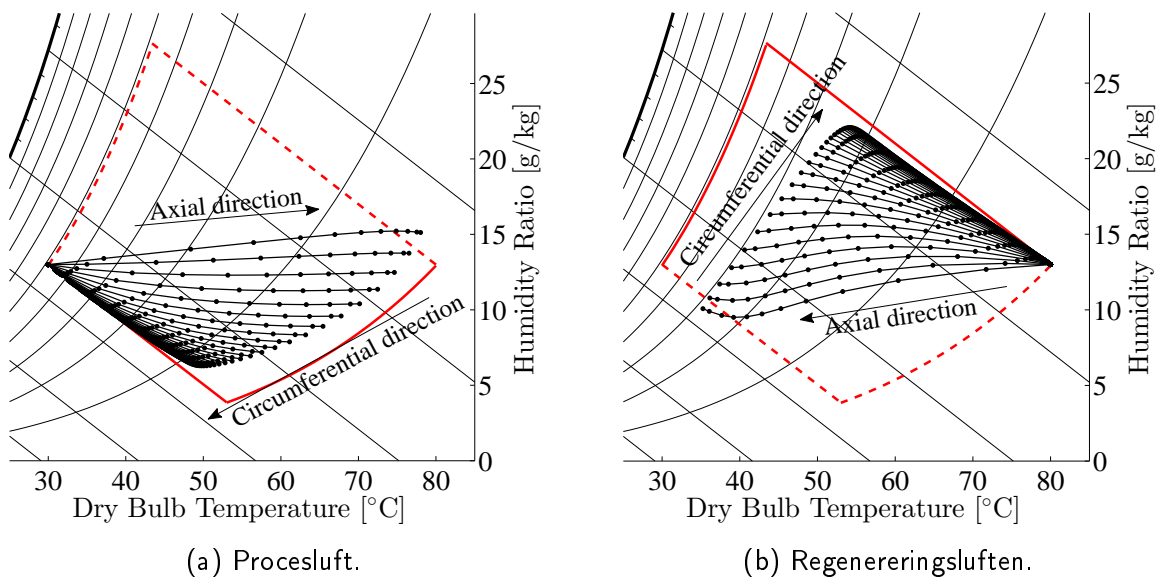 25
20
15
10
5
0
Humidity Ratio [g/kg]
Axial direction
Circumferential direction
30 40 50 60 70 80
Dry Bulb Temperature [°C]
(a) Procesluft.
25
20
15
10
5
0
Humidity Ratio [g/kg]
Circumferential direction
Axial direction
30 40 50 60 70 80
Dry Bulb Temperature [°C]
(b) Regenereringsluften.